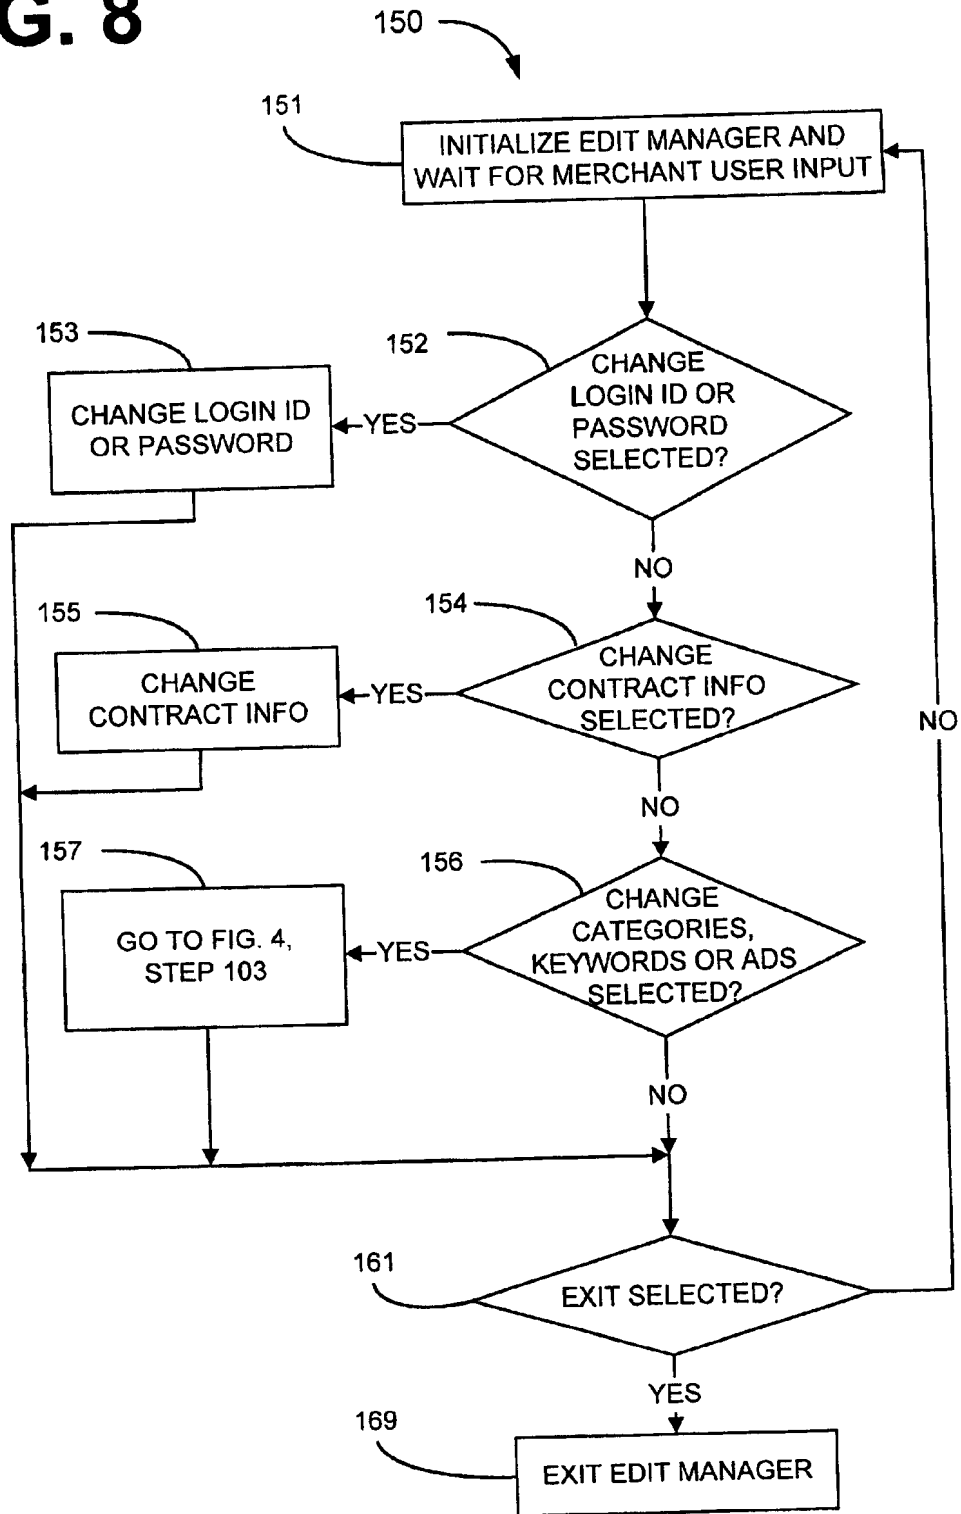 G. 8
150
151
INITIALIZE EDIT MANAGER AND
WAIT FOR MERCHANT USER INPUT
153
152
CHANGE
LOGIN ID OR
PASSWORD
SELECTED?
CHANGE LOGIN ID
OR PASSWORD
YES
NO
155
154
CHANGE
CONTRACT INFO
SELECTED?
CHANGE
CONTRACT INFO
YES
NO
NO
157
156
CHANGE
CATEGORIES,
KEYWORDS OR ADS
SELECTED?
GO TO FIG. 4,
STEP 103
YES
NO
161
EXIT SELECTED?
YES
169
EXIT EDIT MANAGER